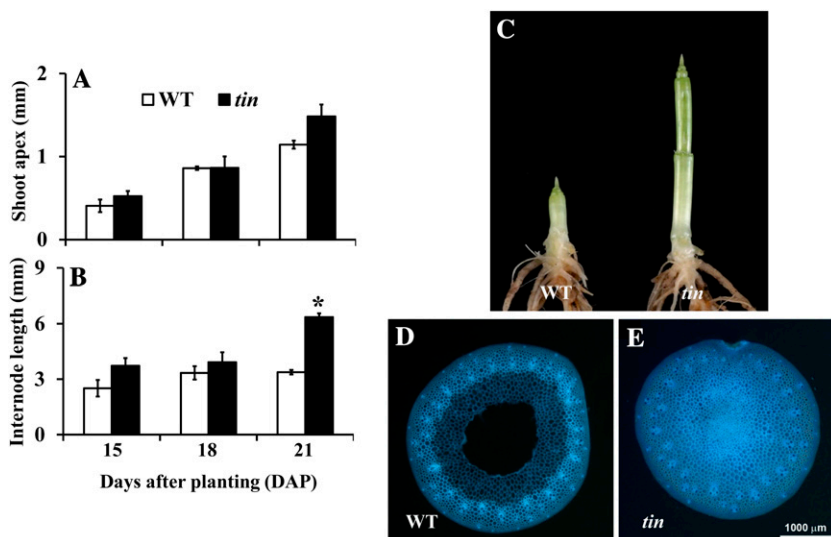 A
WT tin
2
1
0
Shoot apex (mm)
B
*
9
6
3
0
Internode length (mm)
15 18 21
Days after planting (DAP)
C
WT tin
D
WT
E
tin
1000 μm